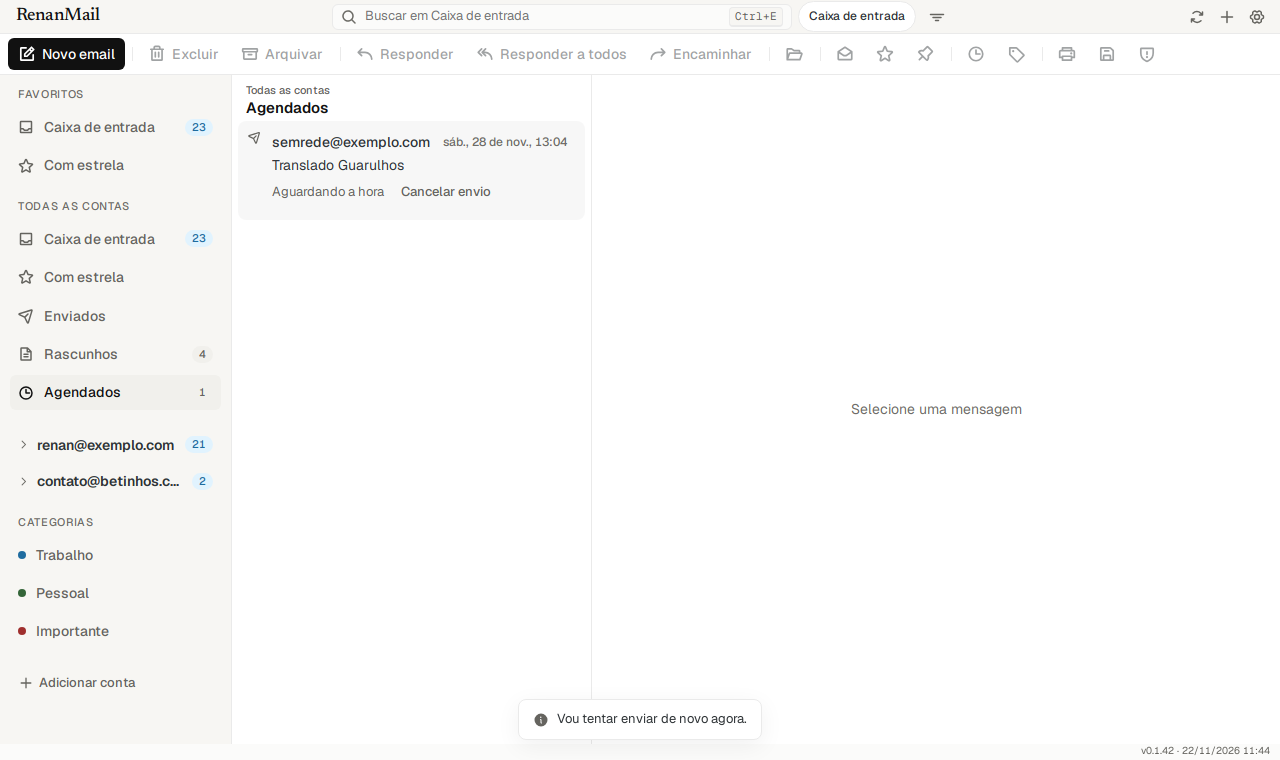 RenanMail
Buscar em Caixa de entrada
Ctrl+E
Caixa de entrada
Novo email
Excluir
Arquivar
Responder
Responder a todos
Encaminhar
FAVORITOS
Caixa de entrada 23
Com estrela
TODAS AS CONTAS
Caixa de entrada 23
Com estrela
Enviados
Rascunhos 4
Agendados 1
renan@exemplo.com 21
contato@betinhos.c... 2
CATEGORIAS
Trabalho
Pessoal
Importante
Adicionar conta
Todas as contas
Agendados
semrede@exemplo.com sáb., 28 de nov., 13:04
Translado Guarulhos
Aguardando a hora Cancelar envio
Selecione uma mensagem
Vou tentar enviar de novo agora.
v0.1.42 · 22/11/2026 11:44